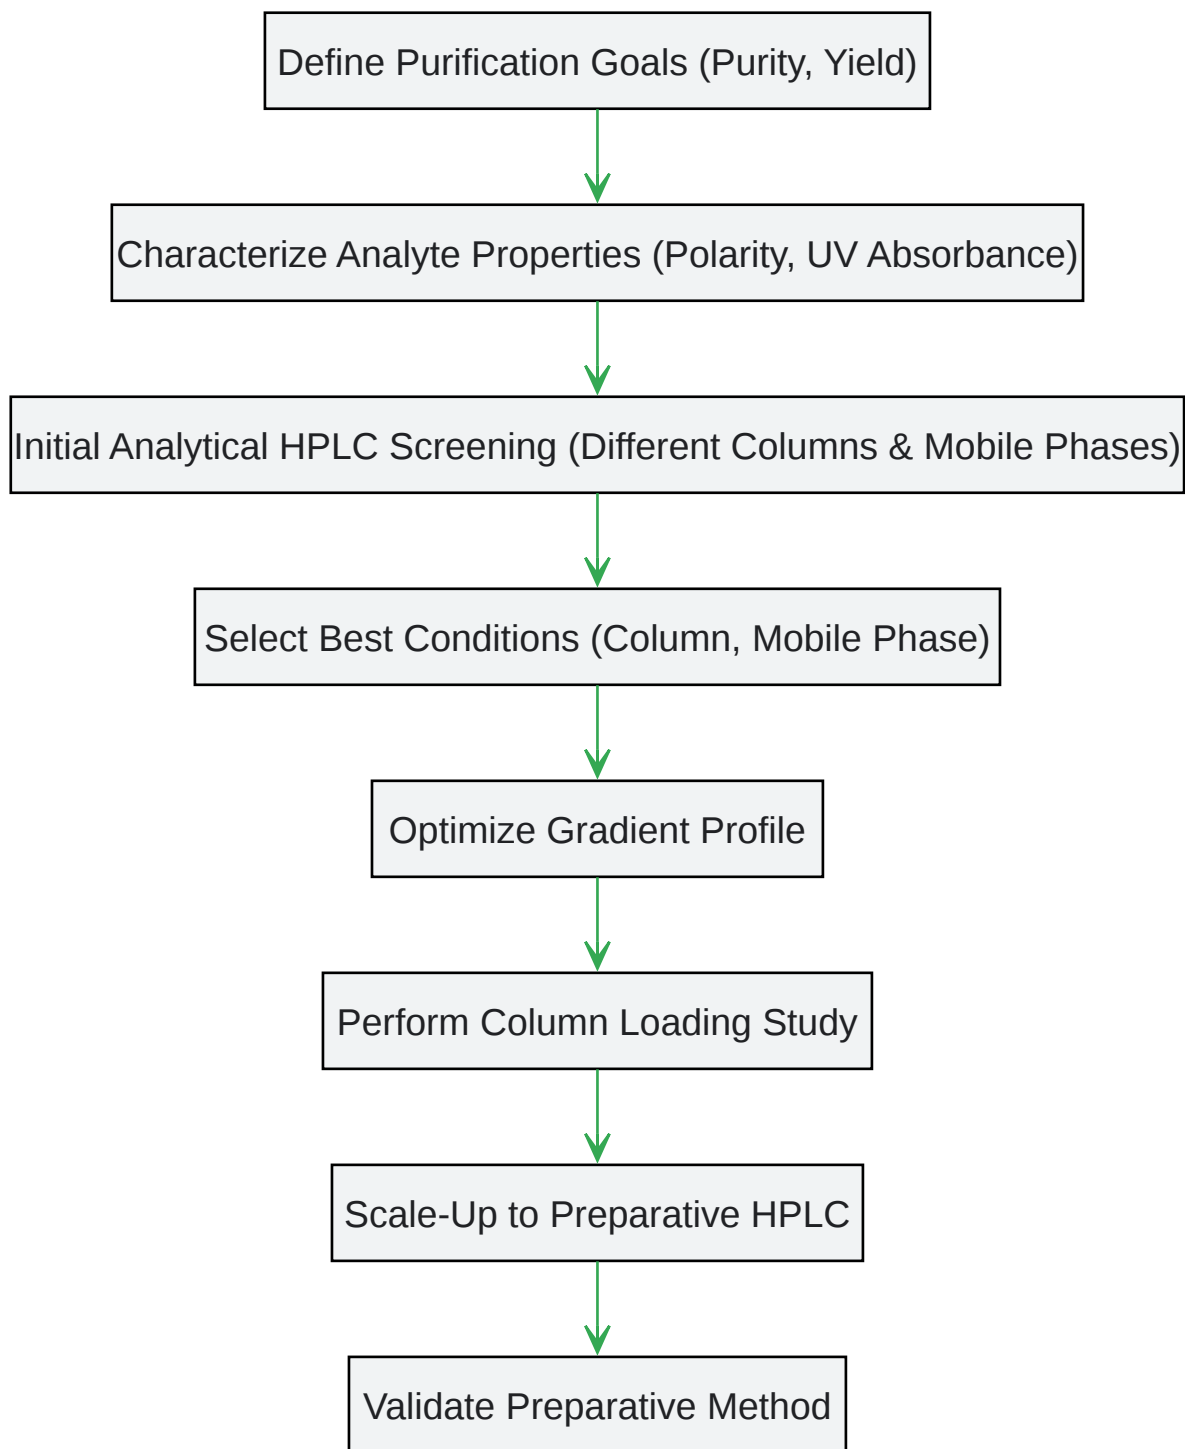 Define Purification Goals (Purity, Yield)
Characterize Analyte Properties (Polarity, UV Absorbance)
Initial Analytical HPLC Screening (Different Columns & Mobile Phases)
Select Best Conditions (Column, Mobile Phase)
Optimize Gradient Profile
Perform Column Loading Study
Scale-Up to Preparative HPLC
Validate Preparative Method